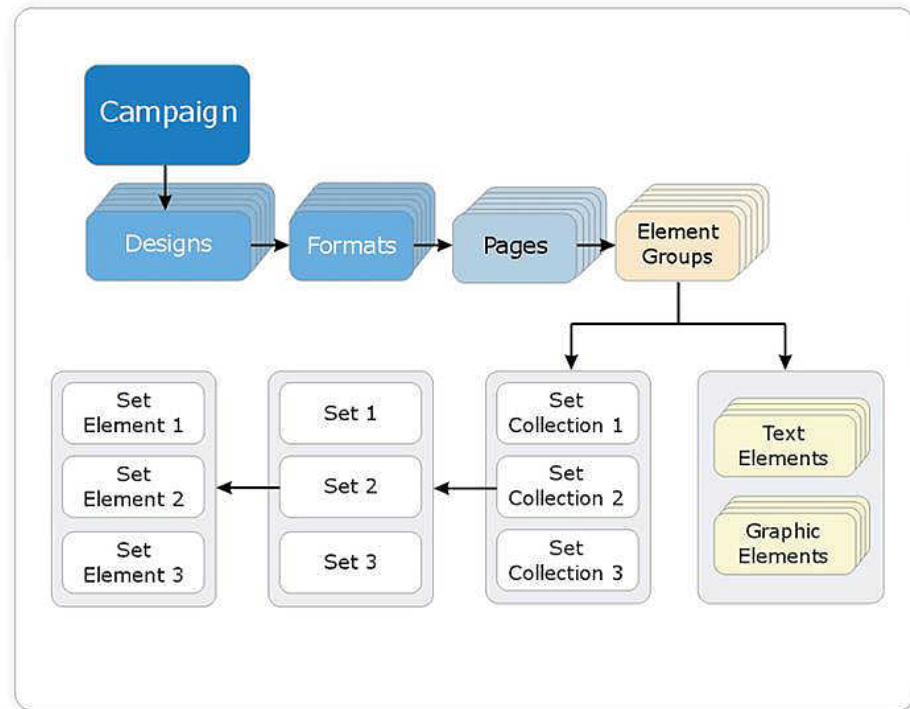 Campaign
Designs
Formats
Pages
Element
Groups
Set
Element 1
Set
Element 2
Set
Element 3
Set 1
Set 2
Set 3
Set
Collection 1
Set
Collection 2
Set
Collection 3
Text
Elements
Graphic
Elements